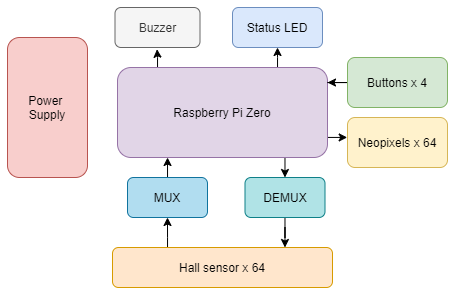 Buzzer
Status LED
Power
Supply
Raspberry Pi Zero
Buttons x 4
Neopixels x 64
MUX
DEMUX
Hall sensor x 64